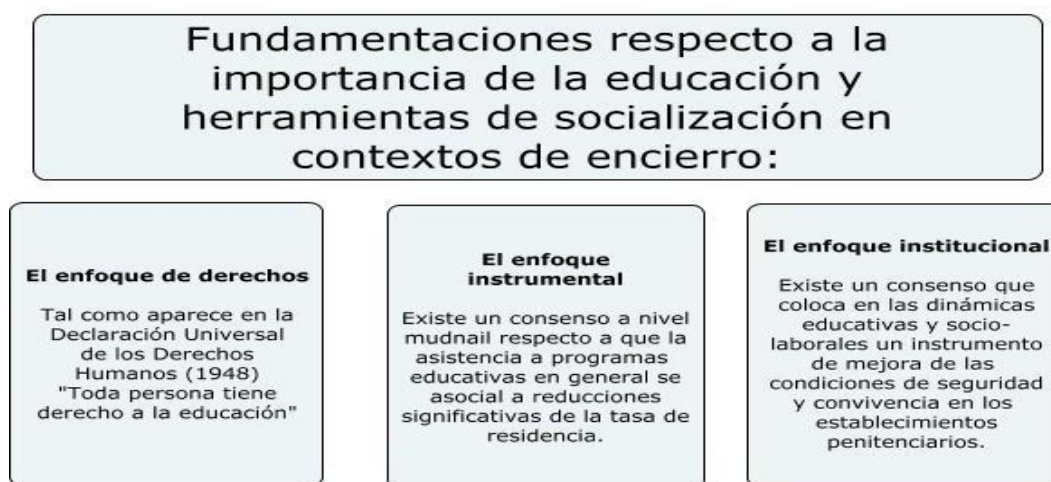 Fundamentaciones respecto a la
importancia de la educación y
herramientas de socialización en
contextos de encierro:
El enfoque de derechos
Tal como aparece en la
Declaración Universal
de los Derechos
Humanos (1948)
"Toda persona tiene
derecho a la educación"
El enfoque
instrumental
Existe un consenso a nivel
mudnail respecto a que la
asistencia a programas
educativas en general se
asocial a reducciones
significativas de la tasa de
residencia.
El enfoque institucional
Existe un consenso que
coloca en las dinámicas
educativas y socio-
laborales un instrumento
de mejora de las
condiciones de seguridad
y convivencia en los
establecimientos
penitenciarios.